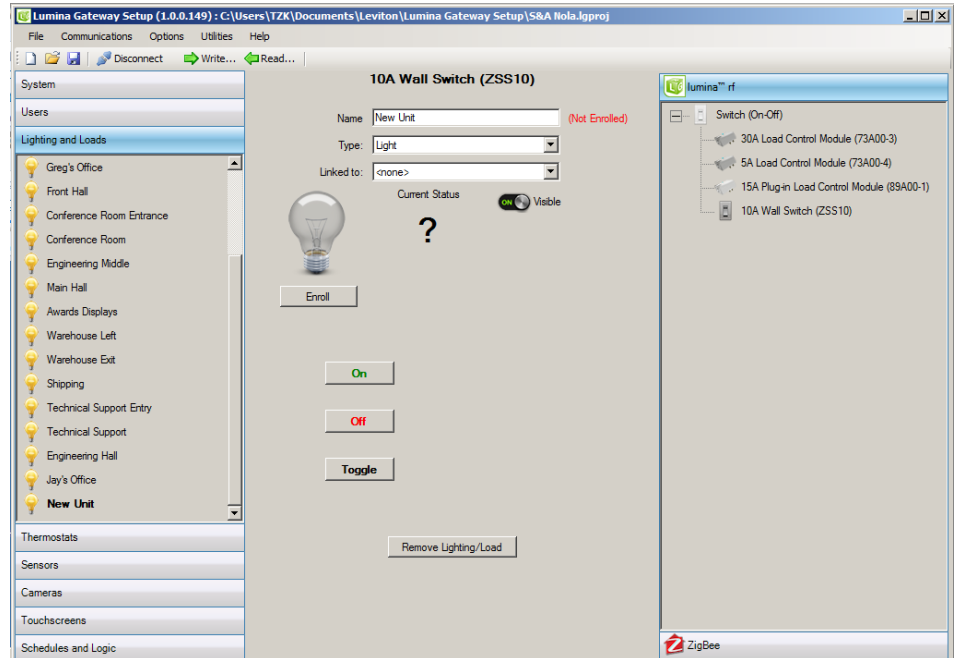 Lumina Gateway Setup (1.0.0.149) : C:\Users\TZK\Documents\Leviton\Lumina Gateway Setup\S&A Nola.lgproj
File Communications Options Utilities Help
Disconnect Write... Read...
System
Users
Lighting and Loads
Greg's Office
Front Hall
Conference Room Entrance
Conference Room
Engineering Middle
Main Hall
Awards Displays
Warehouse Left
Warehouse Exit
Shipping
Technical Support Entry
Technical Support
Engineering Hall
Jay's Office
New Unit
Thermostats
Sensors
Cameras
Touchscreens
Schedules and Logic
10A Wall Switch (ZSS10)
Name New Unit (Not Enrolled)
Type: Light
Linked to: <none>
Current Status ON Visible
?
Enroll
On
Off
Toggle
Remove Lighting/Load
lumina™ rf
Switch (On-Off)
30A Load Control Module (73A00-3)
5A Load Control Module (73A00-4)
15A Plug-in Load Control Module (89A00-1)
10A Wall Switch (ZSS10)
ZigBee